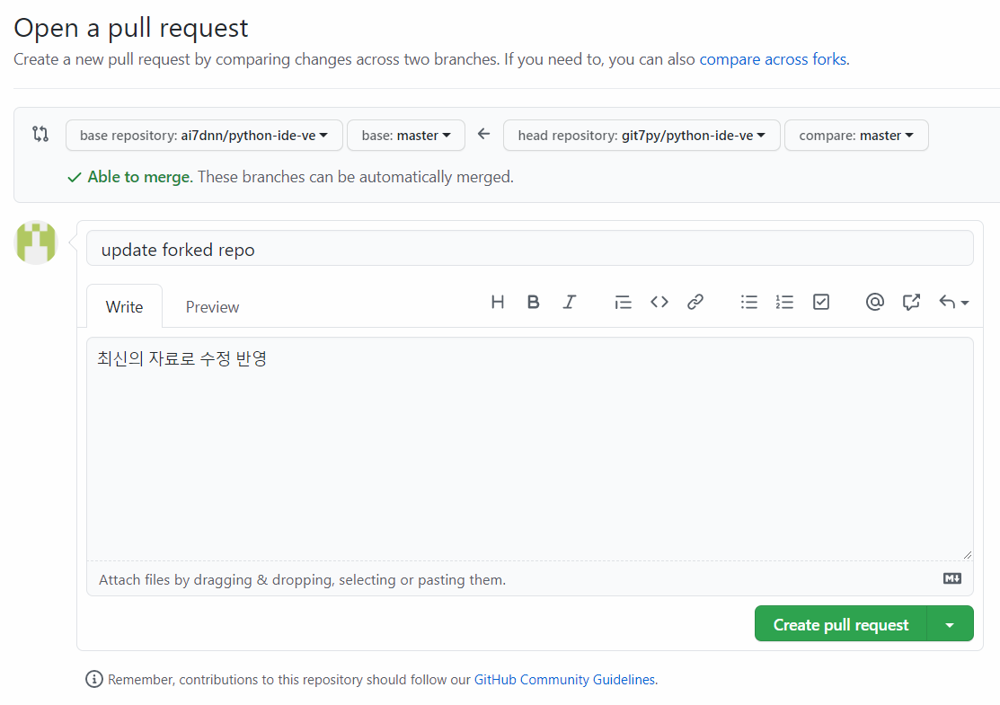 Open a pull request
Create a new pull request by comparing changes across two branches. If you need to, you can also compare across forks.
base repository: ai7dnn/python-ide-ve base: master head repository: git7py/python-ide-ve compare: master
Able to merge. These branches can be automatically merged.
update forked repo
Write Preview
최신의 자료로 수정 반영
Attach files by dragging & dropping, selecting or pasting them.
Create pull request
Remember, contributions to this repository should follow our GitHub Community Guidelines.